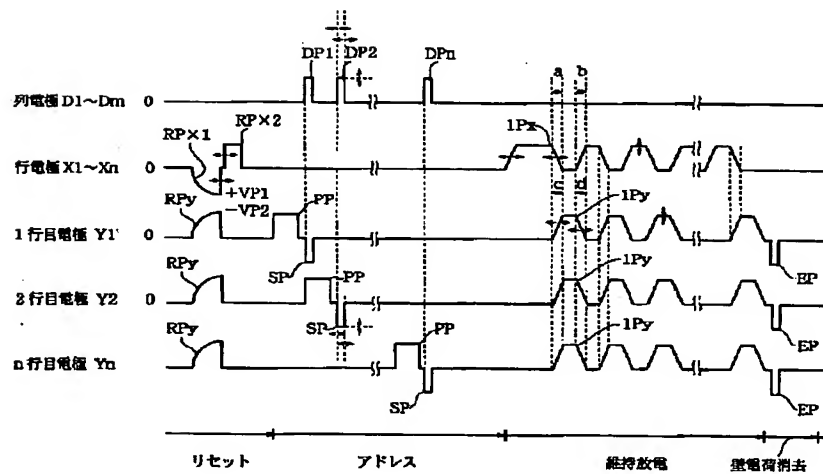 DP1 DP2 DPn a b
列電極 D1〜Dm 0
RP×1 RP×2 1Px
行電極 X1〜Xn 0
+VP1
-VP2
c d
RPy PP 1Py
1行目電極 Y1' 0
SP EP
RPy PP 1Py
2行目電極 Y2 0
SP EP
RPy PP 1Py
n行目電極 Yn
SP EP
リセット アドレス 維持放電 壁電荷消去